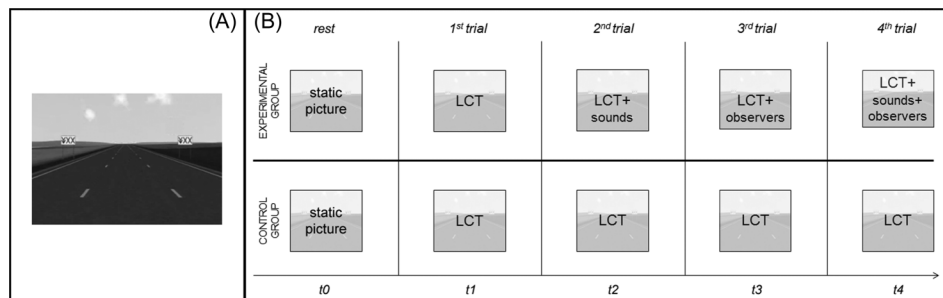 (A)
(B)
rest 1st trial 2nd trial 3rd trial 4th trial
EXPERIMENTAL
GROUP
static
picture
LCT
LCT+
sounds
LCT+
observers
LCT+
sounds+
observers
CONTROL
GROUP
static
picture
LCT
LCT
LCT
LCT
t0 t1 t2 t3 t4